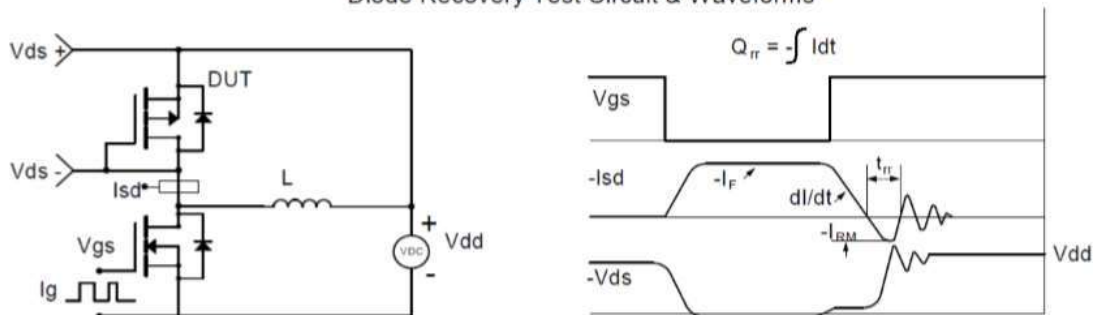 Diode Recovery Test Circuit & Waveforms
Vds +
DUT
Vds -
Isd
L
Vgs
Ig
+
VDC
-
Vdd
Qrr = -∫ Idt
Vgs
-Isd
-IF
dI/dt
trr
-IRM
Vdd
-Vds